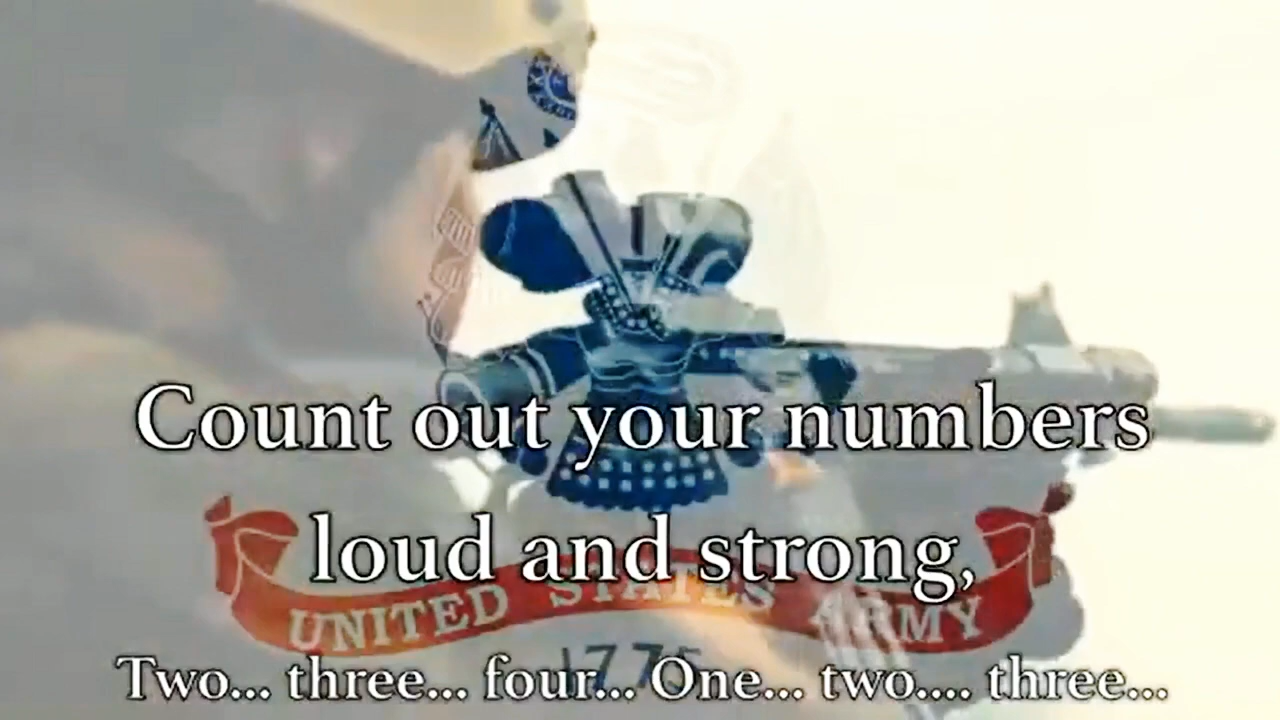 Count out your numbers
loud and strong,
UNITED STATES ARMY
1775
Two... three... four... One... two.... three...